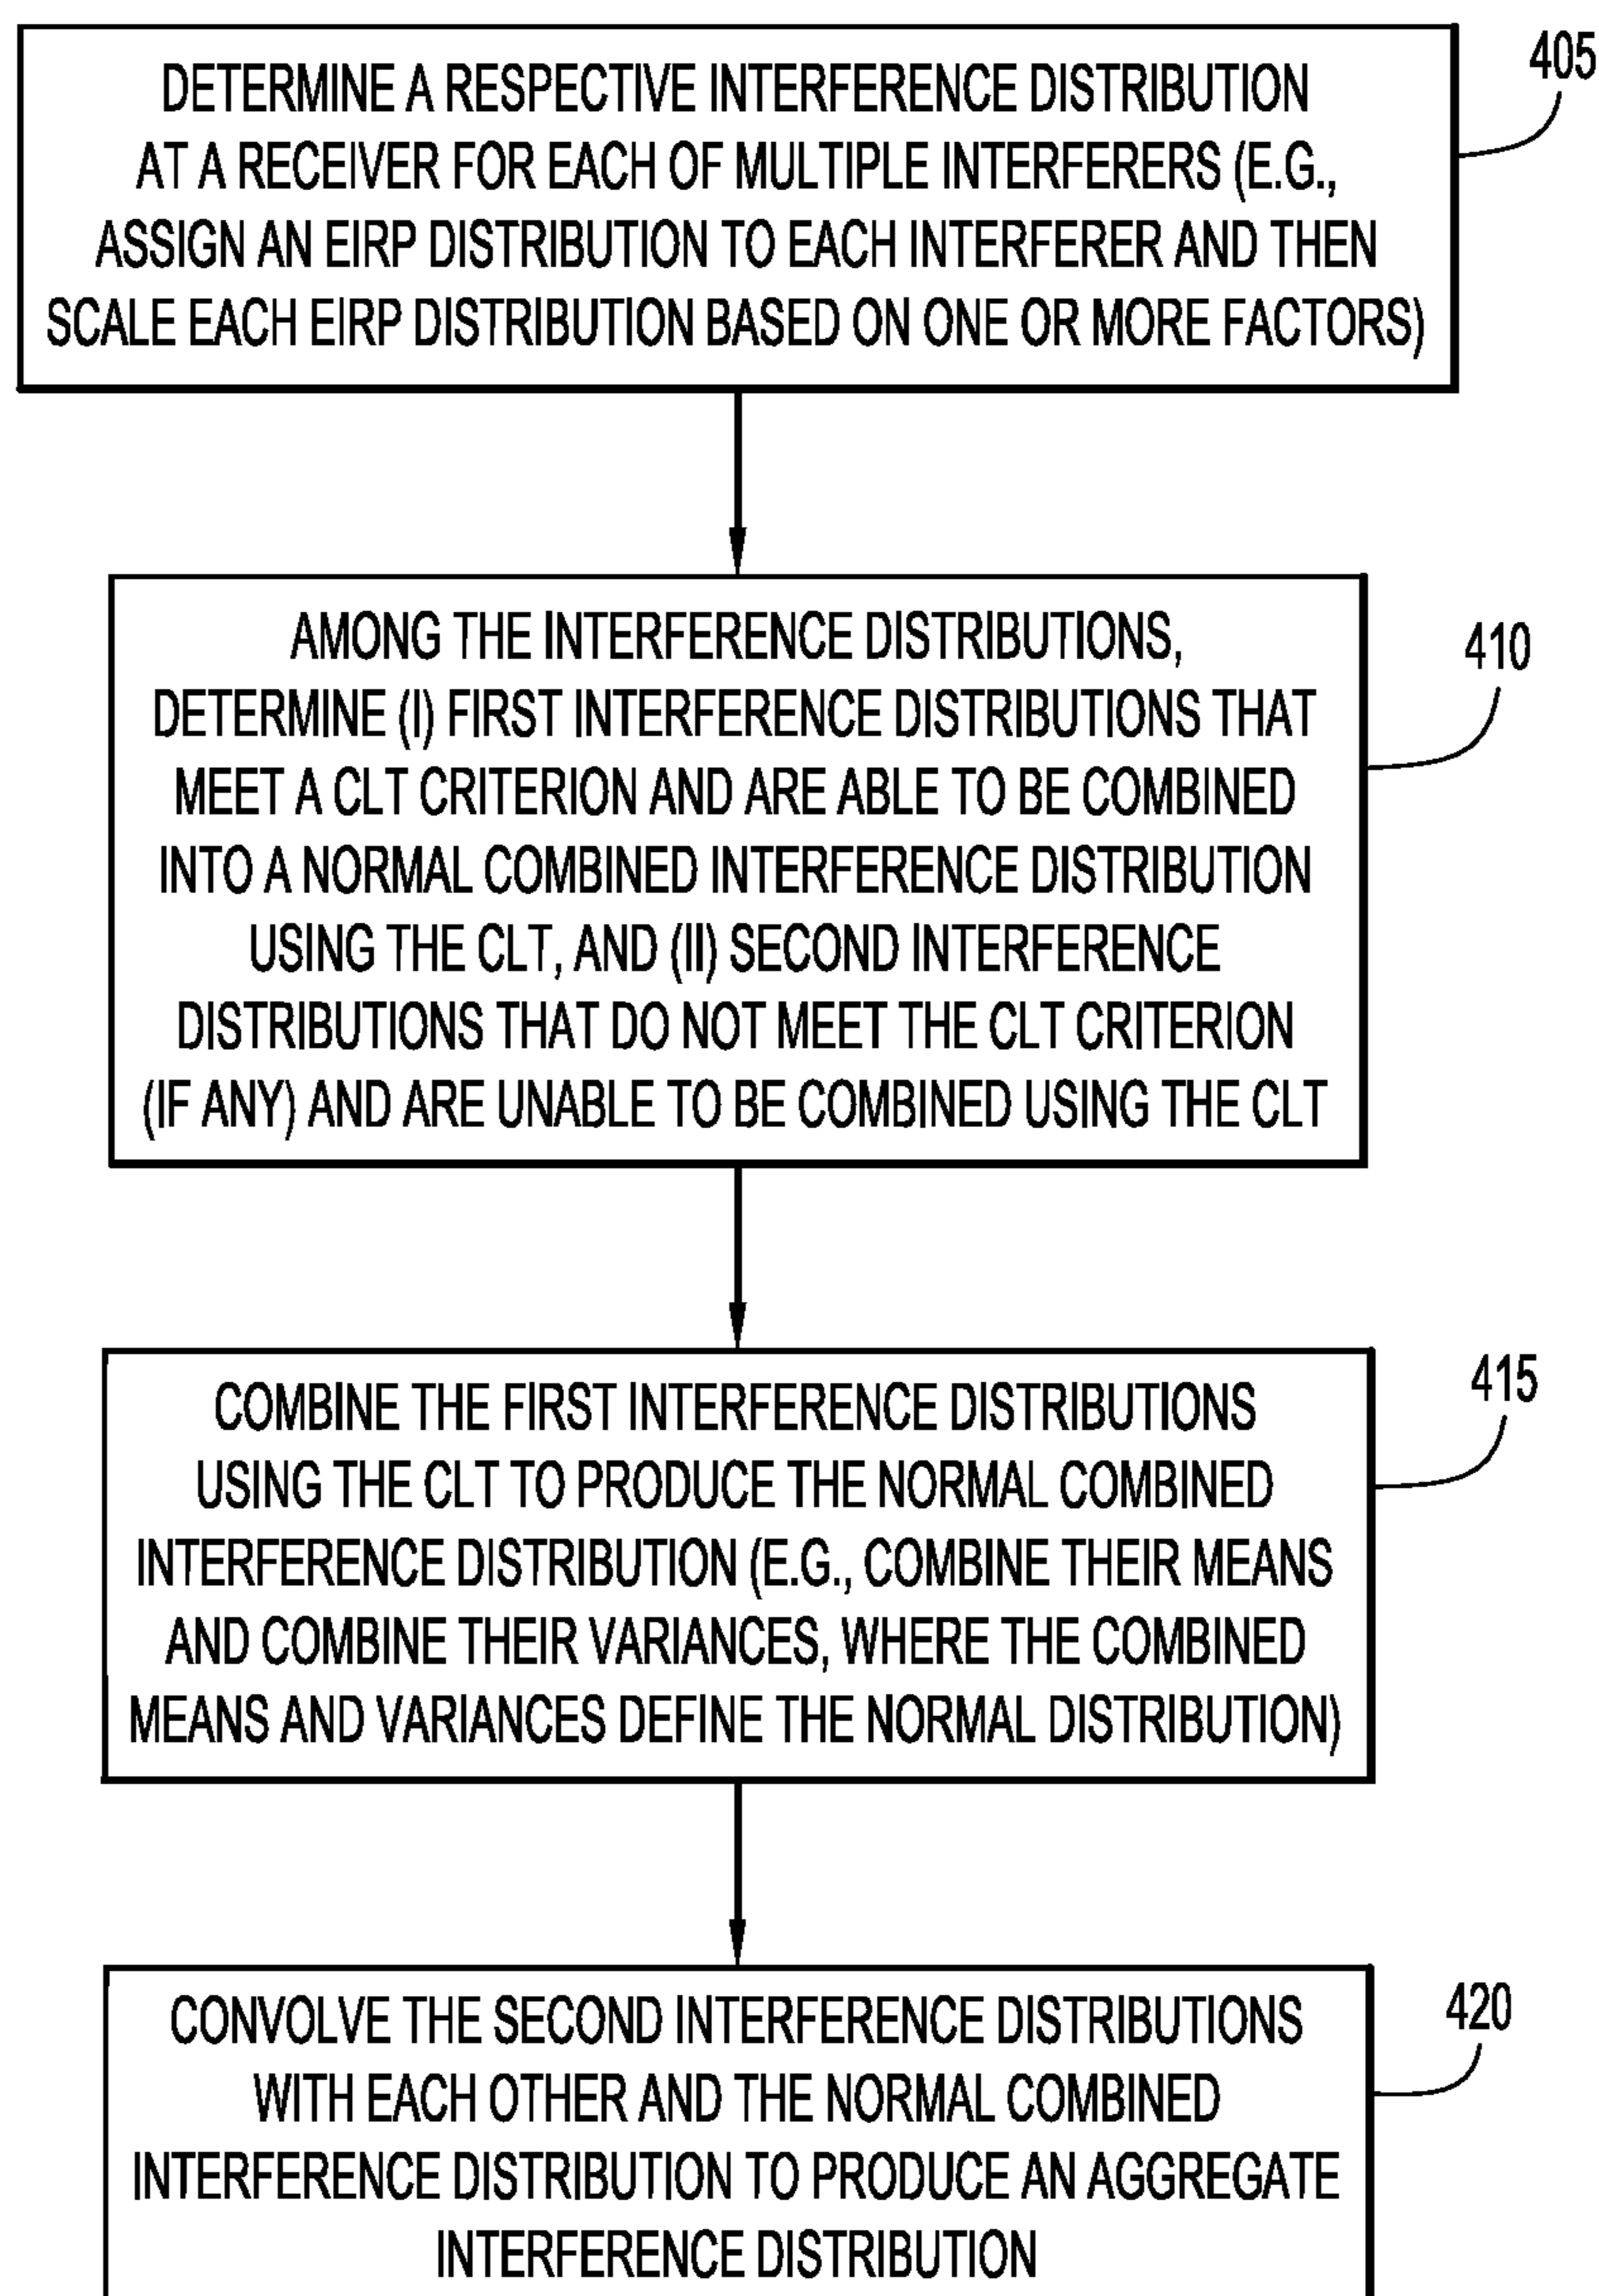 DETERMINE A RESPECTIVE INTERFERENCE DISTRIBUTION
AT A RECEIVER FOR EACH OF MULTIPLE INTERFERERS (E.G.,
ASSIGN AN EIRP DISTRIBUTION TO EACH INTERFERER AND THEN
SCALE EACH EIRP DISTRIBUTION BASED ON ONE OR MORE FACTORS)
405
AMONG THE INTERFERENCE DISTRIBUTIONS,
DETERMINE (I) FIRST INTERFERENCE DISTRIBUTIONS THAT
MEET A CLT CRITERION AND ARE ABLE TO BE COMBINED
INTO A NORMAL COMBINED INTERFERENCE DISTRIBUTION
USING THE CLT, AND (II) SECOND INTERFERENCE
DISTRIBUTIONS THAT DO NOT MEET THE CLT CRITERION
(IF ANY) AND ARE UNABLE TO BE COMBINED USING THE CLT
410
COMBINE THE FIRST INTERFERENCE DISTRIBUTIONS
USING THE CLT TO PRODUCE THE NORMAL COMBINED
INTERFERENCE DISTRIBUTION (E.G., COMBINE THEIR MEANS
AND COMBINE THEIR VARIANCES, WHERE THE COMBINED
MEANS AND VARIANCES DEFINE THE NORMAL DISTRIBUTION)
415
CONVOLVE THE SECOND INTERFERENCE DISTRIBUTIONS
WITH EACH OTHER AND THE NORMAL COMBINED
INTERFERENCE DISTRIBUTION TO PRODUCE AN AGGREGATE
INTERFERENCE DISTRIBUTION
420